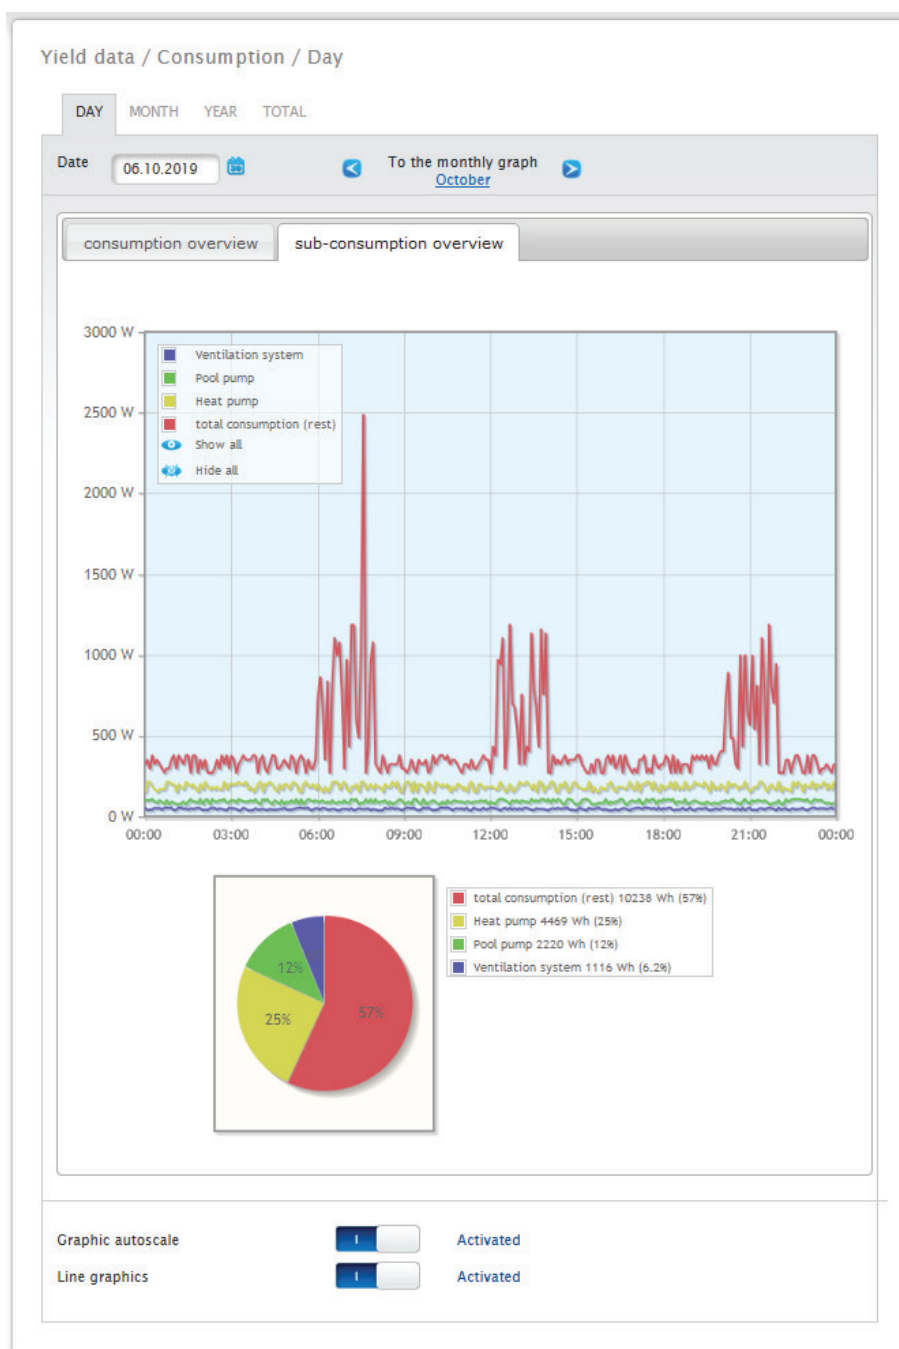 Yield data / Consumption / Day
DAY MONTH YEAR TOTAL
Date 06.10.2019 To the monthly graph
October
consumption overview sub-consumption overview
3000 W
2500 W
2000 W
1500 W
1000 W
500 W
0 W
Ventilation system
Pool pump
Heat pump
total consumption (rest)
Show all
Hide all
00:00 03:00 06:00 09:00 12:00 15:00 18:00 21:00 00:00
12%
25%
57%
total consumption (rest) 10238 Wh (57%)
Heat pump 4469 Wh (25%)
Pool pump 2220 Wh (12%)
Ventilation system 1116 Wh (6.2%)
Graphic autoscale I Activated
Line graphics I Activated